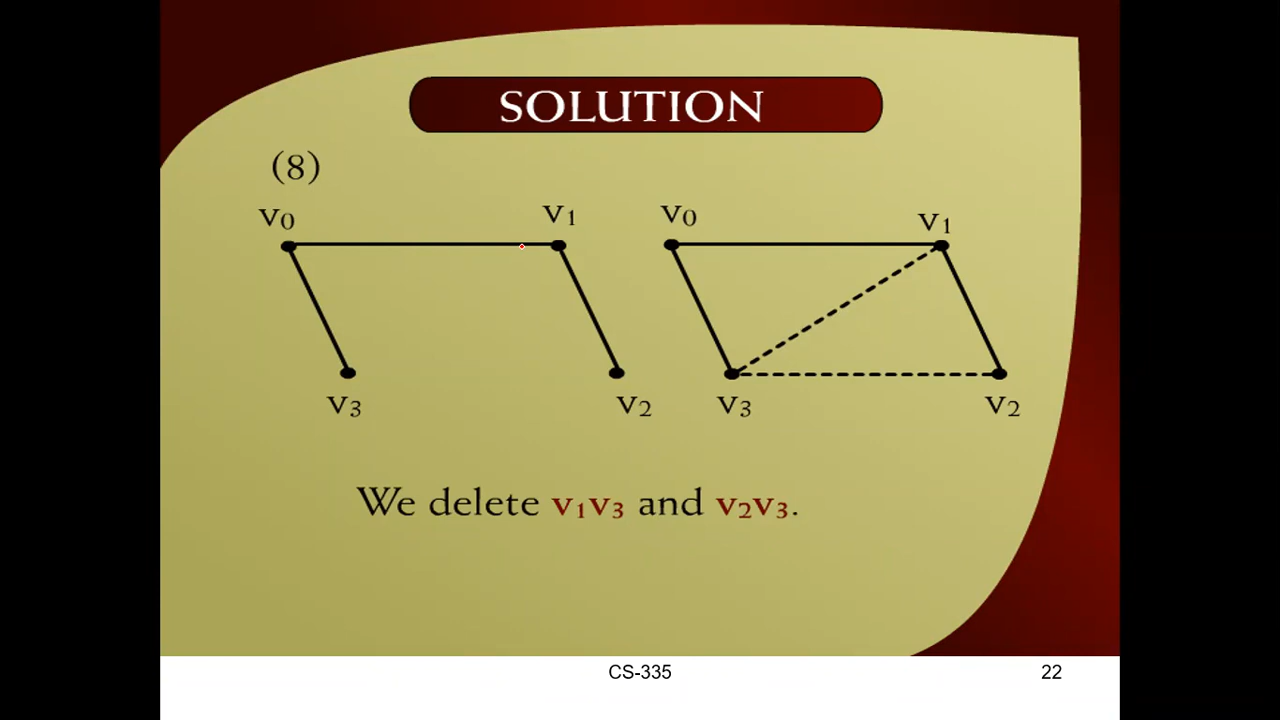 SOLUTION
(8)
v₀ v₁ v₀ v₁
v₃ v₂ v₃ v₂
We delete v₁v₃ and v₂v₃.
CS-335 22